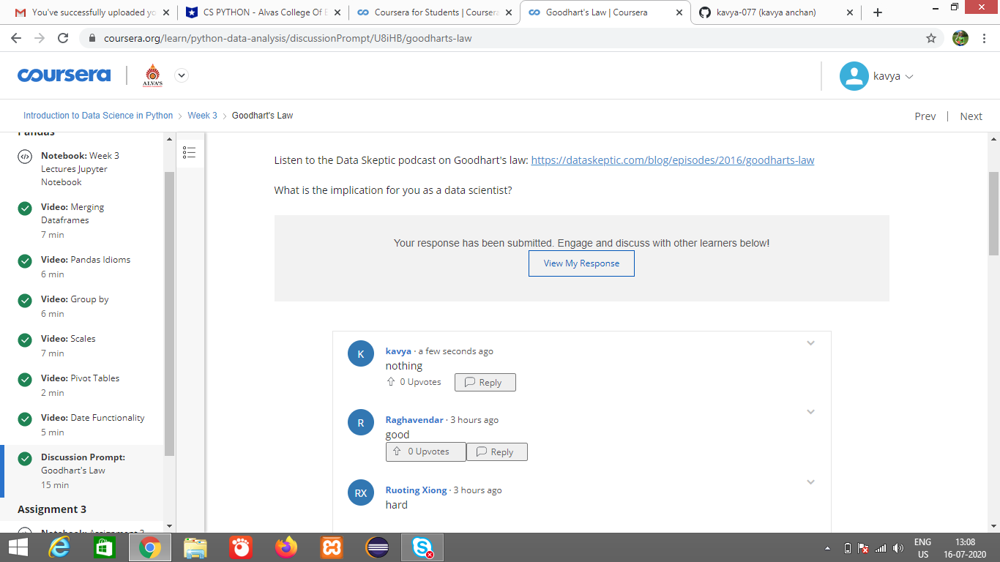 You've successfully uploaded yo
CS PYTHON - Alvas College Of E
Coursera for Students | Coursera
Goodhart's Law | Coursera
kavya-077 (kavya anchan)
coursera.org/learn/python-data-analysis/discussionPrompt/U8iHB/goodharts-law
coursera
ALVA'S
kavya
Introduction to Data Science in Python
Week 3
Goodhart's Law
Prev | Next
Pandas
Notebook: Week 3
Lectures Jupyter
Notebook
Video: Merging
Dataframes
7 min
Video: Pandas Idioms
6 min
Video: Group by
6 min
Video: Scales
7 min
Video: Pivot Tables
2 min
Video: Date Functionality
5 min
Discussion Prompt:
Goodhart's Law
15 min
Assignment 3
Notebook: Assignment 3
Listen to the Data Skeptic podcast on Goodhart's law: https://dataskeptic.com/blog/episodes/2016/goodharts-law
What is the implication for you as a data scientist?
Your response has been submitted. Engage and discuss with other learners below!
View My Response
K
kavya · a few seconds ago
nothing
0 Upvotes
Reply
R
Raghavendar · 3 hours ago
good
0 Upvotes
Reply
RX
Ruoting Xiong · 3 hours ago
hard
ENG
US
13:08
16-07-2020